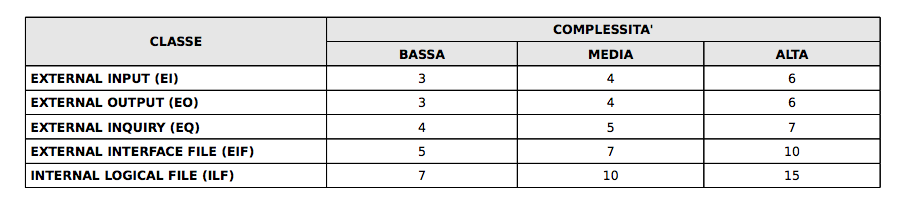 CLASSE COMPLESSITA'
BASSA MEDIA ALTA
EXTERNAL INPUT (EI) 3 4 6
EXTERNAL OUTPUT (EO) 3 4 6
EXTERNAL INQUIRY (EQ) 4 5 7
EXTERNAL INTERFACE FILE (EIF) 5 7 10
INTERNAL LOGICAL FILE (ILF) 7 10 15